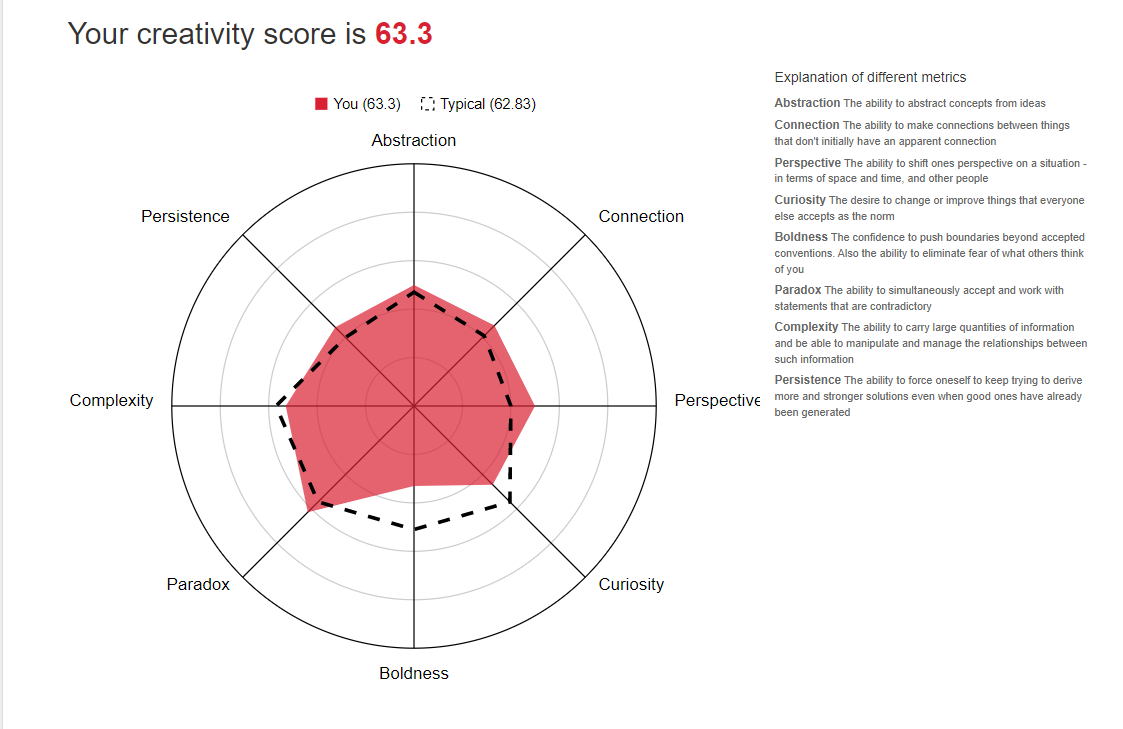 Your creativity score is 63.3
You (63.3) Typical (62.83)
Abstraction
Persistence
Connection
Complexity
Perspective
Paradox
Curiosity
Boldness
Explanation of different metrics
Abstraction The ability to abstract concepts from ideas
Connection The ability to make connections between things
that don't initially have an apparent connection
Perspective The ability to shift ones perspective on a situation -
in terms of space and time, and other people
Curiosity The desire to change or improve things that everyone
else accepts as the norm
Boldness The confidence to push boundaries beyond accepted
conventions. Also the ability to eliminate fear of what others think
of you
Paradox The ability to simultaneously accept and work with
statements that are contradictory
Complexity The ability to carry large quantities of information
and be able to manipulate and manage the relationships between
such information
Persistence The ability to force oneself to keep trying to derive
more and stronger solutions even when good ones have already
been generated